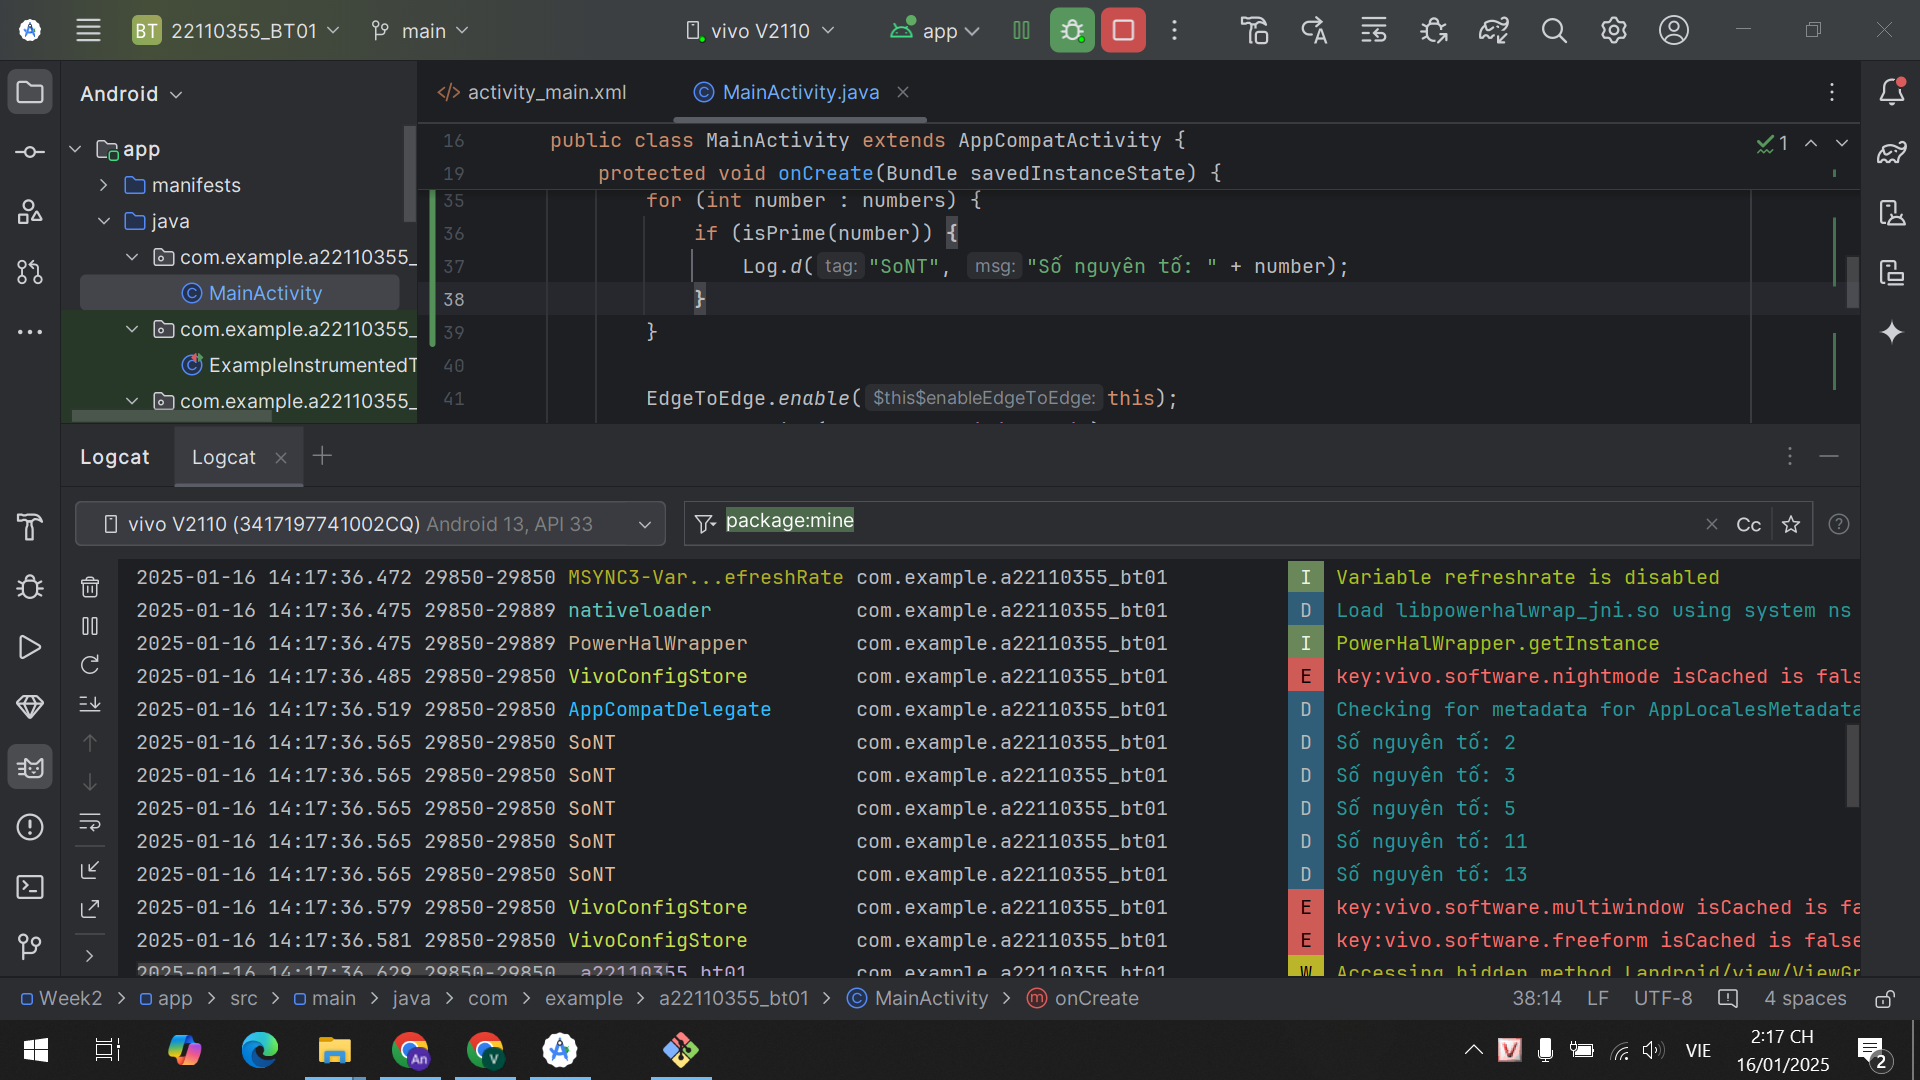 BT 22110355_BT01 main vivo V2110 app
Android
activity_main.xml MainActivity.java
app
manifests
java
com.example.a22110355_
MainActivity
com.example.a22110355_
ExampleInstrumentedT
com.example.a22110355_
16 public class MainActivity extends AppCompatActivity {
19 protected void onCreate(Bundle savedInstanceState) {
35 for (int number : numbers) {
36 if (isPrime(number)) {
37 Log.d( tag: "SoNT", msg: "Số nguyên tố: " + number);
38 }
39 }
40
41 EdgeToEdge.enable( $this$enableEdgeToEdge: this);
1
Logcat Logcat
vivo V2110 (3417197741002CQ) Android 13, API 33
package:mine
Cc
2025-01-16 14:17:36.472 29850-29850 MSYNC3-Var...efreshRate com.example.a22110355_bt01 I Variable refreshrate is disabled
2025-01-16 14:17:36.475 29850-29889 nativeloader com.example.a22110355_bt01 D Load libpowerhalwrap_jni.so using system ns
2025-01-16 14:17:36.475 29850-29889 PowerHalWrapper com.example.a22110355_bt01 I PowerHalWrapper.getInstance
2025-01-16 14:17:36.485 29850-29850 VivoConfigStore com.example.a22110355_bt01 E key:vivo.software.nightmode isCached is fals
2025-01-16 14:17:36.519 29850-29850 AppCompatDelegate com.example.a22110355_bt01 D Checking for metadata for AppLocalesMetadata
2025-01-16 14:17:36.565 29850-29850 SoNT com.example.a22110355_bt01 D Số nguyên tố: 2
2025-01-16 14:17:36.565 29850-29850 SoNT com.example.a22110355_bt01 D Số nguyên tố: 3
2025-01-16 14:17:36.565 29850-29850 SoNT com.example.a22110355_bt01 D Số nguyên tố: 5
2025-01-16 14:17:36.565 29850-29850 SoNT com.example.a22110355_bt01 D Số nguyên tố: 11
2025-01-16 14:17:36.565 29850-29850 SoNT com.example.a22110355_bt01 D Số nguyên tố: 13
2025-01-16 14:17:36.579 29850-29850 VivoConfigStore com.example.a22110355_bt01 E key:vivo.software.multiwindow isCached is fa
2025-01-16 14:17:36.581 29850-29850 VivoConfigStore com.example.a22110355_bt01 E key:vivo.software.freeform isCached is false
2025-01-16 14:17:36.629 29850-29850 .a22110355_bt01 W Accessing hidden method Landroid/view/ViewGr
Week2 app src main java com example a22110355_bt01 MainActivity onCreate 38:14 LF UTF-8 4 spaces
An V VIE 2:17 CH
16/01/2025
2